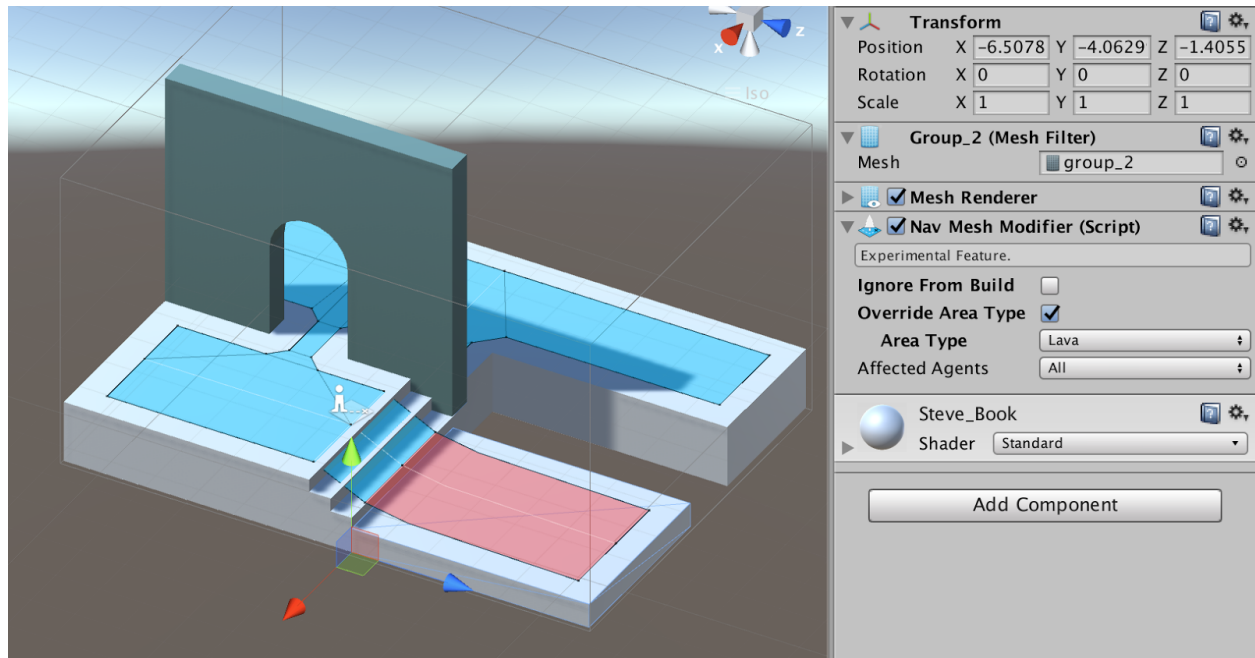 x
z
Iso
Transform
Position X -6.5078 Y -4.0629 Z -1.4055
Rotation X 0 Y 0 Z 0
Scale X 1 Y 1 Z 1
Group_2 (Mesh Filter)
Mesh group_2
Mesh Renderer
Nav Mesh Modifier (Script)
Experimental Feature.
Ignore From Build
Override Area Type
Area Type Lava
Affected Agents All
Steve_Book
Shader Standard
Add Component